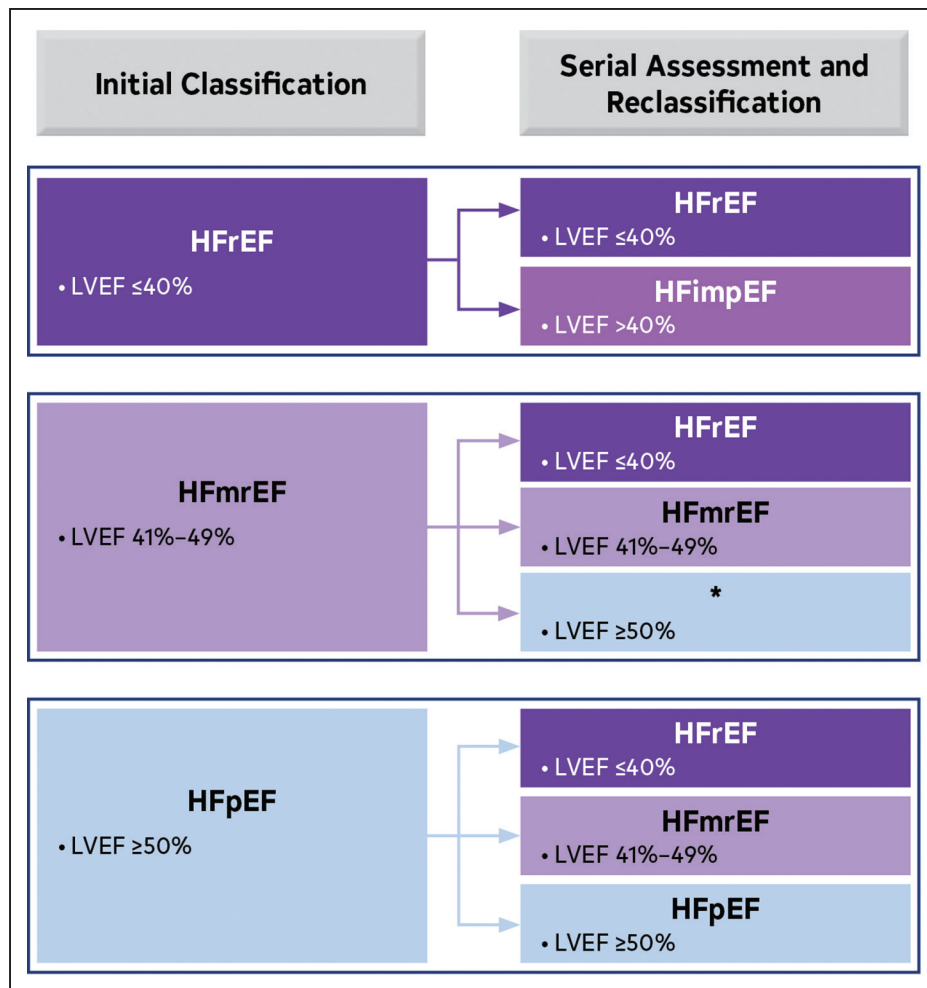 Initial Classification
Serial Assessment and
Reclassification
HFrEF
• LVEF ≤40%
HFrEF
• LVEF ≤40%
HFimpEF
• LVEF >40%
HFmrEF
• LVEF 41%–49%
HFrEF
• LVEF ≤40%
HFmrEF
• LVEF 41%–49%
*
• LVEF ≥50%
HFpEF
• LVEF ≥50%
HFrEF
• LVEF ≤40%
HFmrEF
• LVEF 41%–49%
HFpEF
• LVEF ≥50%